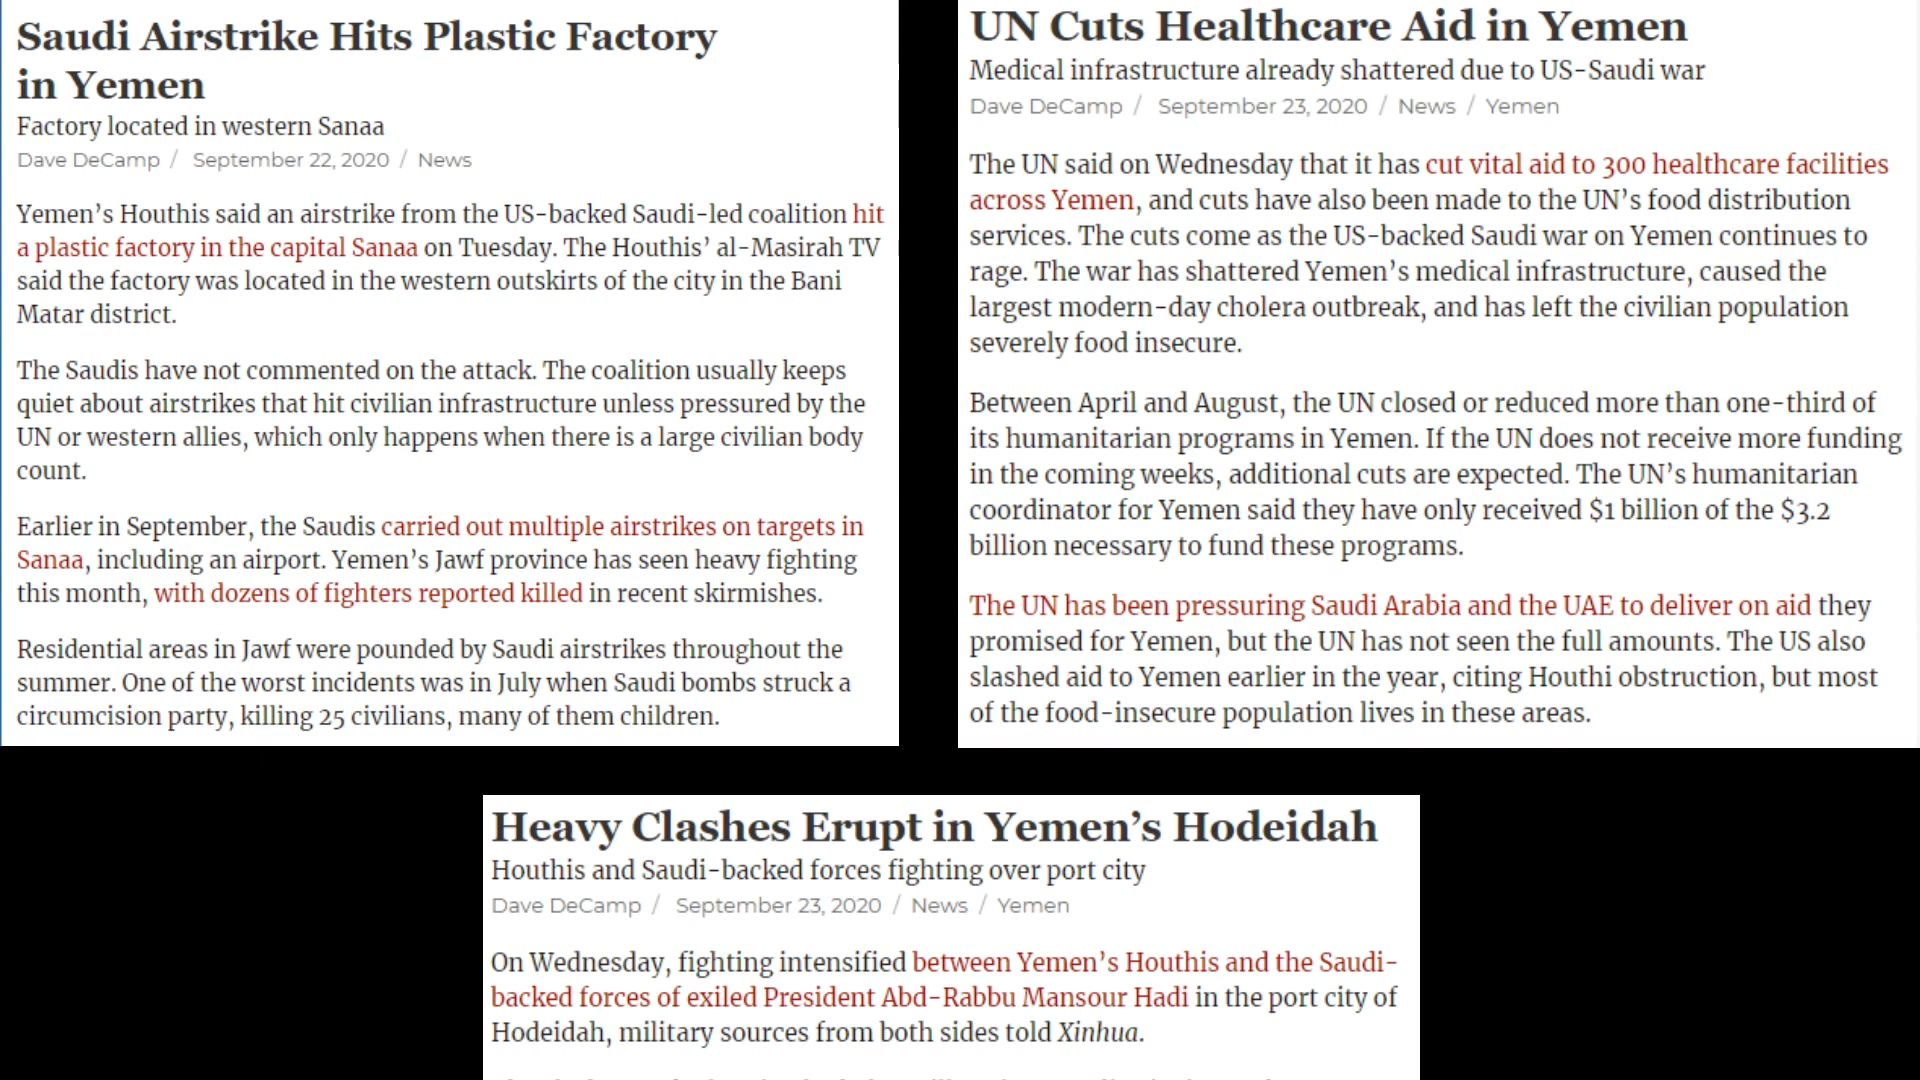 Saudi Airstrike Hits Plastic Factory
in Yemen
Factory located in western Sanaa
Dave DeCamp / September 22, 2020 / News
Yemen’s Houthis said an airstrike from the US-backed Saudi-led coalition hit
a plastic factory in the capital Sanaa on Tuesday. The Houthis’ al-Masirah TV
said the factory was located in the western outskirts of the city in the Bani
Matar district.
The Saudis have not commented on the attack. The coalition usually keeps
quiet about airstrikes that hit civilian infrastructure unless pressured by the
UN or western allies, which only happens when there is a large civilian body
count.
Earlier in September, the Saudis carried out multiple airstrikes on targets in
Sanaa, including an airport. Yemen’s Jawf province has seen heavy fighting
this month, with dozens of fighters reported killed in recent skirmishes.
Residential areas in Jawf were pounded by Saudi airstrikes throughout the
summer. One of the worst incidents was in July when Saudi bombs struck a
circumcision party, killing 25 civilians, many of them children.
UN Cuts Healthcare Aid in Yemen
Medical infrastructure already shattered due to US-Saudi war
Dave DeCamp / September 23, 2020 / News / Yemen
The UN said on Wednesday that it has cut vital aid to 300 healthcare facilities
across Yemen, and cuts have also been made to the UN’s food distribution
services. The cuts come as the US-backed Saudi war on Yemen continues to
rage. The war has shattered Yemen’s medical infrastructure, caused the
largest modern-day cholera outbreak, and has left the civilian population
severely food insecure.
Between April and August, the UN closed or reduced more than one-third of
its humanitarian programs in Yemen. If the UN does not receive more funding
in the coming weeks, additional cuts are expected. The UN’s humanitarian
coordinator for Yemen said they have only received $1 billion of the $3.2
billion necessary to fund these programs.
The UN has been pressuring Saudi Arabia and the UAE to deliver on aid they
promised for Yemen, but the UN has not seen the full amounts. The US also
slashed aid to Yemen earlier in the year, citing Houthi obstruction, but most
of the food-insecure population lives in these areas.
Heavy Clashes Erupt in Yemen’s Hodeidah
Houthis and Saudi-backed forces fighting over port city
Dave DeCamp / September 23, 2020 / News / Yemen
On Wednesday, fighting intensified between Yemen’s Houthis and the Saudi-
backed forces of exiled President Abd-Rabbu Mansour Hadi in the port city of
Hodeidah, military sources from both sides told Xinhua.